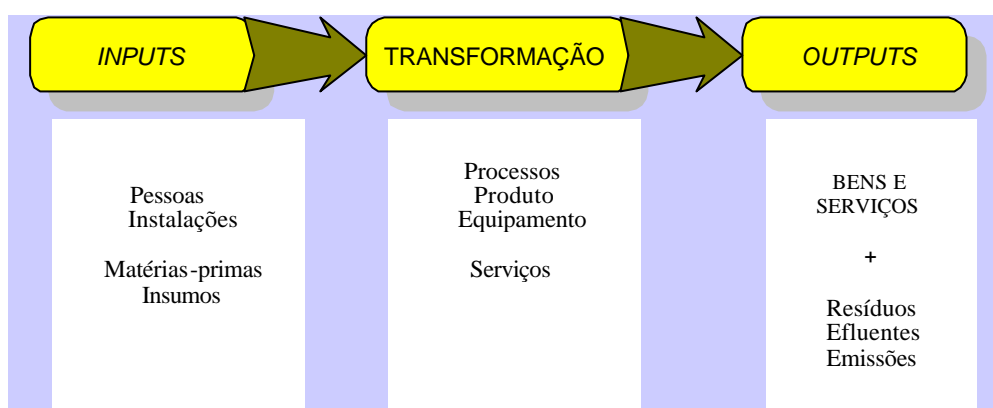 INPUTS
TRANSFORMAÇÃO
OUTPUTS
Pessoas
Instalações
Matérias-primas
Insumos
Processos
Produto
Equipamento
Serviços
BENS E
SERVIÇOS
+
Resíduos
Efluentes
Emissões